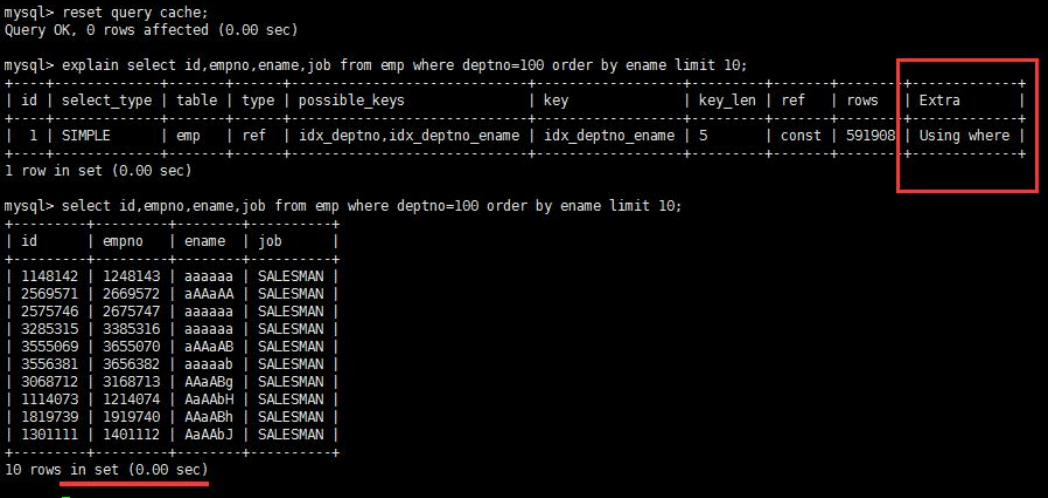 mysql> reset query cache;
Query OK, 0 rows affected (0.00 sec)
mysql> explain select id,empno,ename,job from emp where deptno=100 order by ename limit 10;
+----+-------------+-------+------+---------------------------+------------------+---------+-------+--------+-------------+
| id | select_type | table | type | possible_keys | key | key_len | ref | rows | Extra |
+----+-------------+-------+------+---------------------------+------------------+---------+-------+--------+-------------+
| 1 | SIMPLE | emp | ref | idx_deptno,idx_deptno_ename | idx_deptno_ename | 5 | const | 591908 | Using where |
+----+-------------+-------+------+---------------------------+------------------+---------+-------+--------+-------------+
1 row in set (0.00 sec)
mysql> select id,empno,ename,job from emp where deptno=100 order by ename limit 10;
+---------+---------+--------+----------+
| id | empno | ename | job |
+---------+---------+--------+----------+
| 1148142 | 1248143 | aaaaaa | SALESMAN |
| 2569571 | 2669572 | aAAaAA | SALESMAN |
| 2575746 | 2675747 | aaaaaa | SALESMAN |
| 3285315 | 3385316 | aaaaaa | SALESMAN |
| 3555069 | 3655070 | aAAaAB | SALESMAN |
| 3556381 | 3656382 | aaaaab | SALESMAN |
| 3068712 | 3168713 | AAaABg | SALESMAN |
| 1114073 | 1214074 | AaAAbH | SALESMAN |
| 1819739 | 1919740 | AAaABh | SALESMAN |
| 1301111 | 1401112 | AaAAbJ | SALESMAN |
+---------+---------+--------+----------+
10 rows in set (0.00 sec)